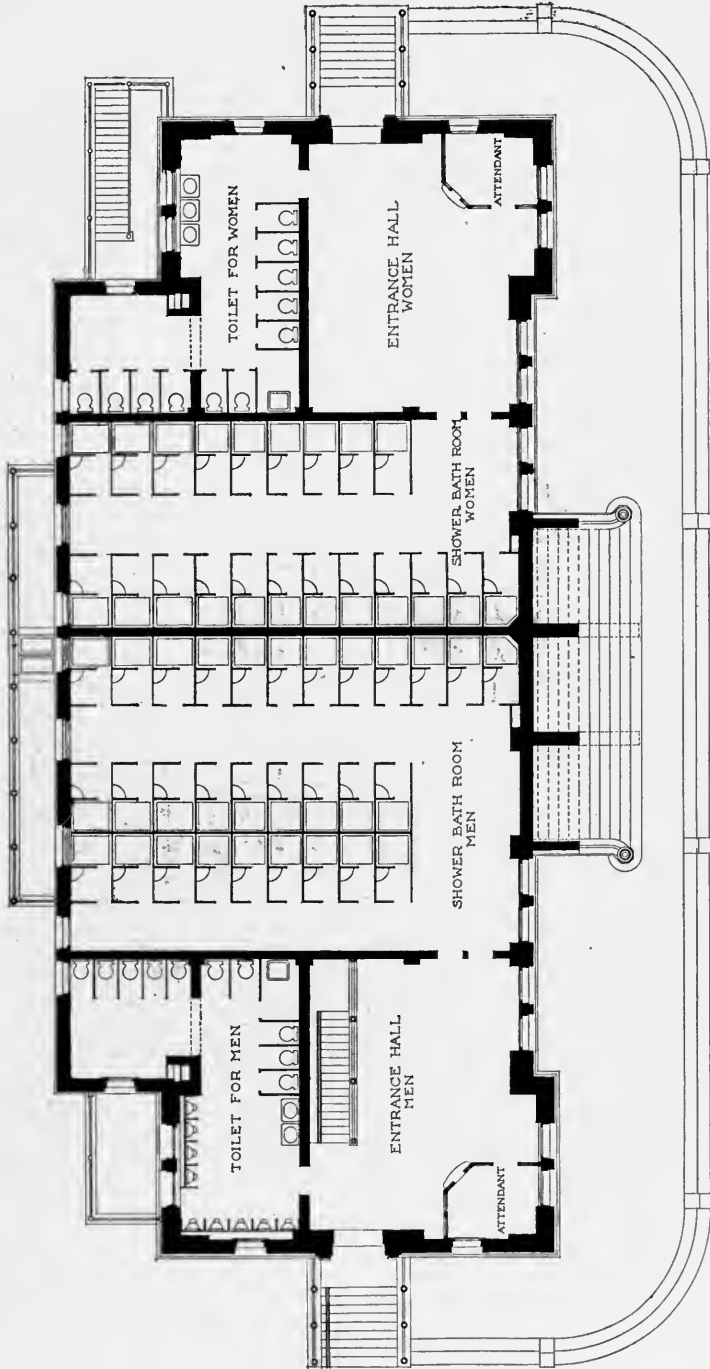 TOILET FOR MEN
ENTRANCE HALL
MEN
ATTENDANT
SHOWER BATH ROOM
MEN
SHOWER BATH ROOM
WOMEN
TOILET FOR WOMEN
ENTRANCE HALL
WOMEN
ATTENDANT